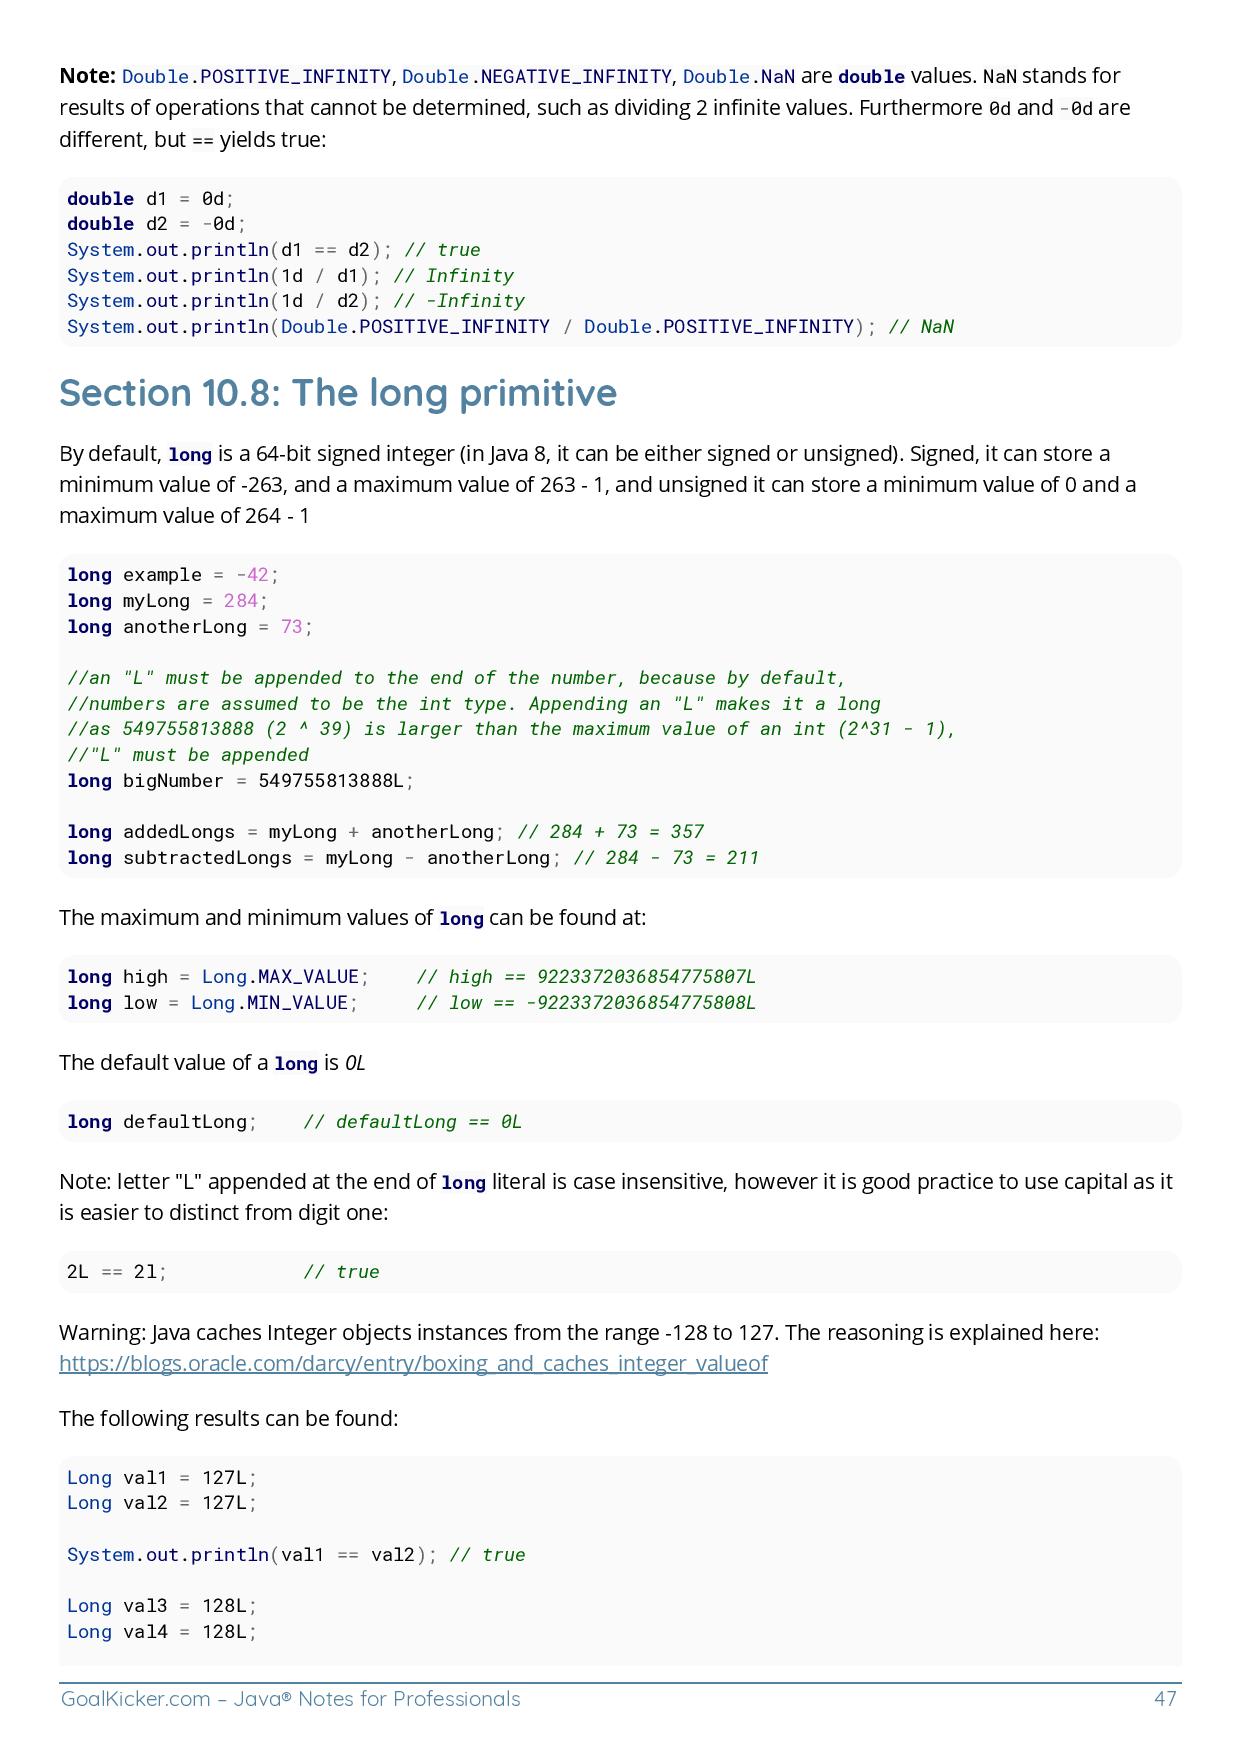 Note: Double.POSITIVE_INFINITY, Double.NEGATIVE_INFINITY, Double.NaN are double values. NaN stands for
results of operations that cannot be determined, such as dividing 2 infinite values. Furthermore 0d and -0d are
different, but == yields true:
double d1 = 0d;
double d2 = -0d;
System.out.println(d1 == d2); // true
System.out.println(1d / d1); // Infinity
System.out.println(1d / d2); // -Infinity
System.out.println(Double.POSITIVE_INFINITY / Double.POSITIVE_INFINITY); // NaN
Section 10.8: The long primitive
By default, long is a 64-bit signed integer (in Java 8, it can be either signed or unsigned). Signed, it can store a
minimum value of -263, and a maximum value of 263 - 1, and unsigned it can store a minimum value of 0 and a
maximum value of 264 - 1
long example = -42;
long myLong = 284;
long anotherLong = 73;
//an "L" must be appended to the end of the number, because by default,
//numbers are assumed to be the int type. Appending an "L" makes it a long
//as 549755813888 (2 ^ 39) is larger than the maximum value of an int (2^31 - 1),
//"L" must be appended
long bigNumber = 549755813888L;
long addedLongs = myLong + anotherLong; // 284 + 73 = 357
long subtractedLongs = myLong - anotherLong; // 284 - 73 = 211
The maximum and minimum values of long can be found at:
long high = Long.MAX_VALUE;    // high == 9223372036854775807L
long low = Long.MIN_VALUE;     // low == -9223372036854775808L
The default value of a long is 0L
long defaultLong;    // defaultLong == 0L
Note: letter "L" appended at the end of long literal is case insensitive, however it is good practice to use capital as it
is easier to distinct from digit one:
2L == 2l;            // true
Warning: Java caches Integer objects instances from the range -128 to 127. The reasoning is explained here:
https://blogs.oracle.com/darcy/entry/boxing_and_caches_integer_valueof
The following results can be found:
Long val1 = 127L;
Long val2 = 127L;
System.out.println(val1 == val2); // true
Long val3 = 128L;
Long val4 = 128L;
GoalKicker.com – Java® Notes for Professionals 47